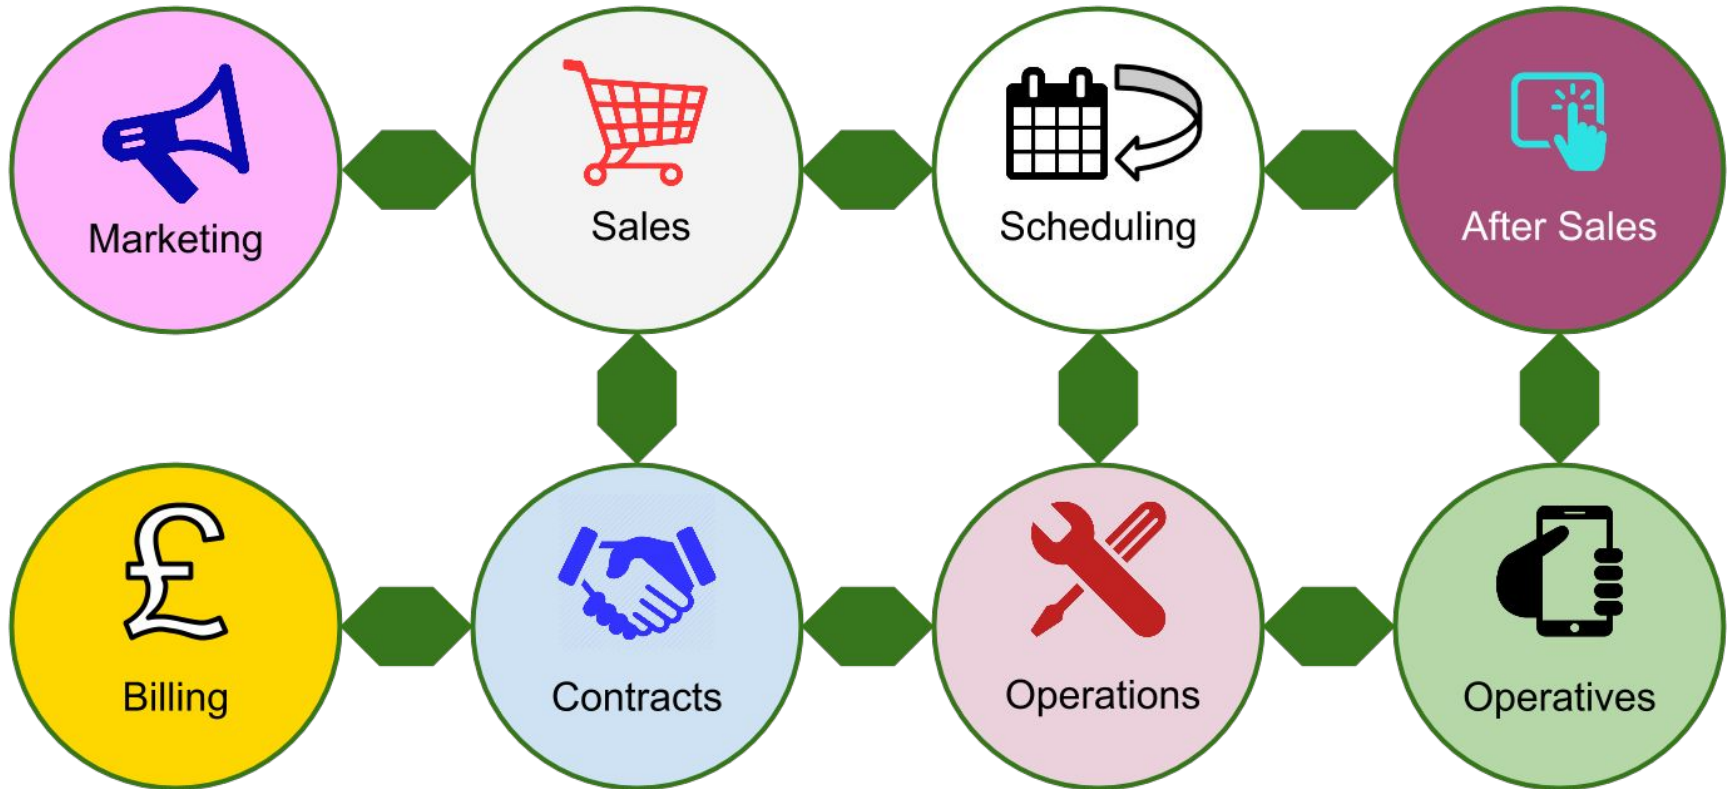 Marketing
Sales
Scheduling
After Sales
£
Billing
Contracts
Operations
Operatives